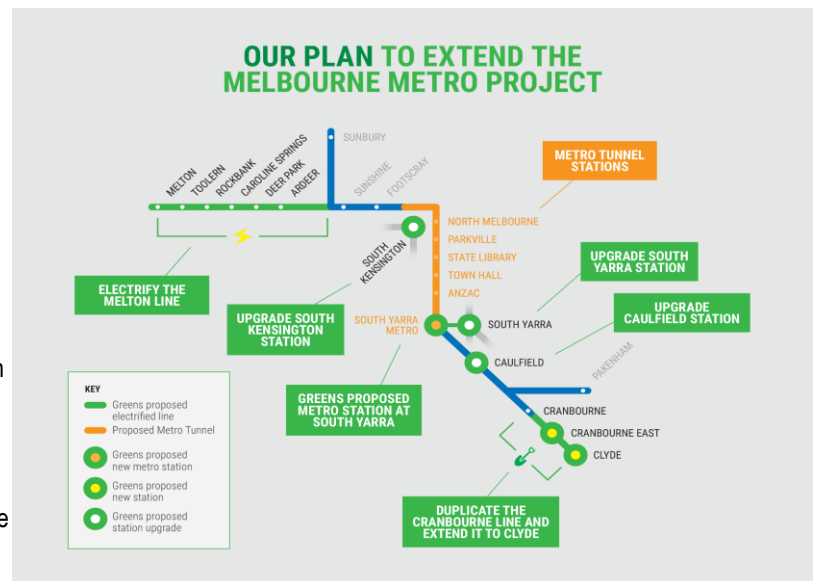 OUR PLAN TO EXTEND THE
MELBOURNE METRO PROJECT
SUNBURY
MELTON
TOOLERN
ROCKBANK
CAROLINE SPRINGS
DEER PARK
ARDEER
SUNSHINE
FOOTSCRAY
METRO TUNNEL
STATIONS
NORTH MELBOURNE
PARKVILLE
STATE LIBRARY
TOWN HALL
ANZAC
SOUTH
KENSINGTON
ELECTRIFY THE
MELTON LINE
UPGRADE SOUTH
KENSINGTON
STATION
UPGRADE SOUTH
YARRA STATION
SOUTH YARRA
METRO
SOUTH YARRA
UPGRADE
CAULFIELD STATION
CAULFIELD
PAKENHAM
GREENS PROPOSED
METRO STATION AT
SOUTH YARRA
CRANBOURNE
CRANBOURNE EAST
CLYDE
DUPLICATE THE
CRANBOURNE LINE AND
EXTEND IT TO CLYDE
KEY
Greens proposed
electrified line
Proposed Metro Tunnel
Greens proposed
new metro station
Greens proposed
new station
Greens proposed
station upgrade